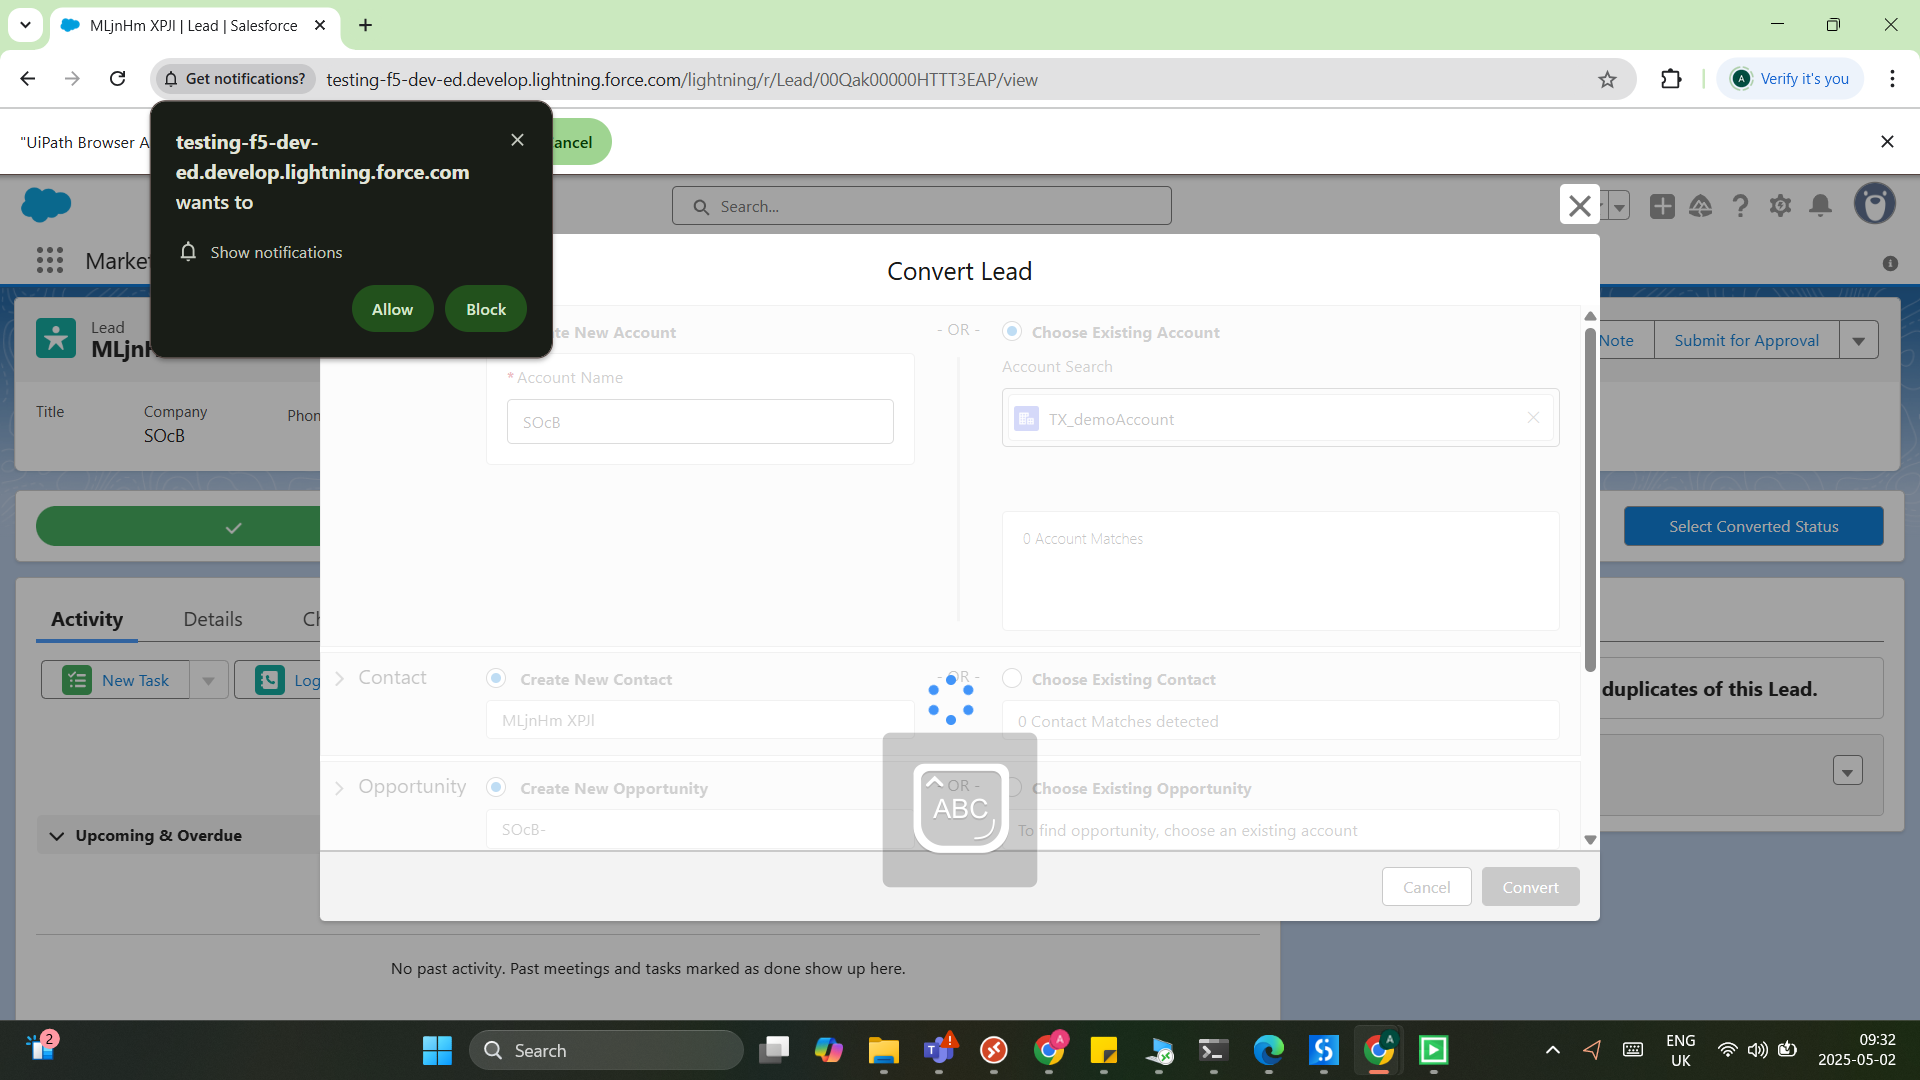 MLjnHm XPJl | Lead | Salesforce
Get notifications?
testing-f5-dev-ed.develop.lightning.force.com/lightning/r/Lead/00Qak00000HTTT3EAP/view
A
Verify it's you
"UiPath Browser A
ancel
testing-f5-dev-
ed.develop.lightning.force.com
wants to
Show notifications
Allow
Block
Search...
Marke
Convert Lead
Lead
MLjnH
Note
Submit for Approval
Title
Company
SOcB
Phon
te New Account
- OR -
Choose Existing Account
* Account Name
SOcB
Account Search
TX_demoAccount
0 Account Matches
Select Converted Status
Activity
Details
Ch
New Task
Log
duplicates of this Lead.
Contact
Create New Contact
- OR -
Choose Existing Contact
MLjnHm XPJl
0 Contact Matches detected
Opportunity
Create New Opportunity
OR -
Choose Existing Opportunity
SOcB-
To find opportunity, choose an existing account
ABC
Upcoming & Overdue
Cancel
Convert
No past activity. Past meetings and tasks marked as done show up here.
2
Search
A
A
ENG
UK
09:32
2025-05-02